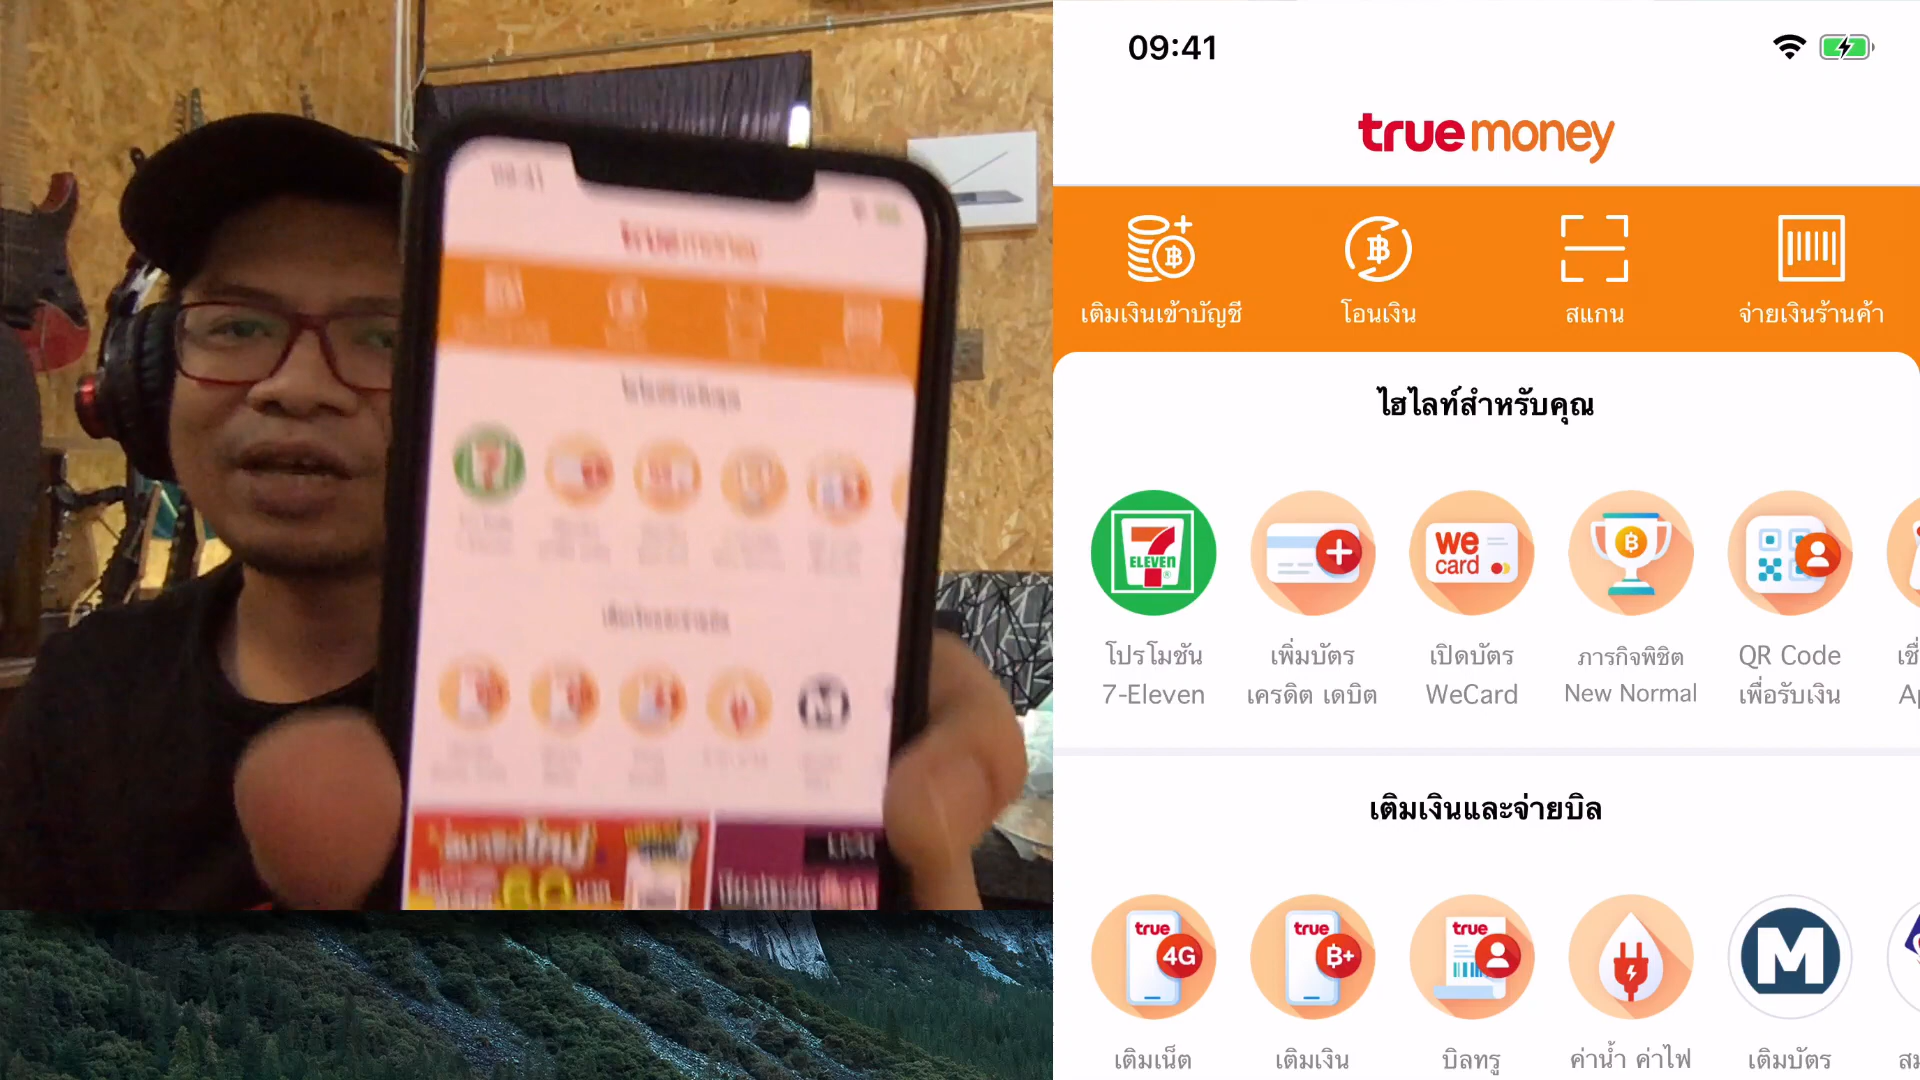 09:41
truemoney
เติมเงินเข้าบัญชี
โอนเงิน
สแกน
จ่ายเงินร้านค้า
ไฮไลท์สำหรับคุณ
7
ELEVEN
we
card
โปรโมชัน
7-Eleven
เพิ่มบัตร
เครดิต เดบิต
เปิดบัตร
WeCard
ภารกิจพิชิต
New Normal
QR Code
เพื่อรับเงิน
เติมเงินและจ่ายบิล
true
4G
true
฿+
true
M
เติมเน็ต
เติมเงิน
บิลทรู
ค่าน้ำ ค่าไฟ
เติมบัตร